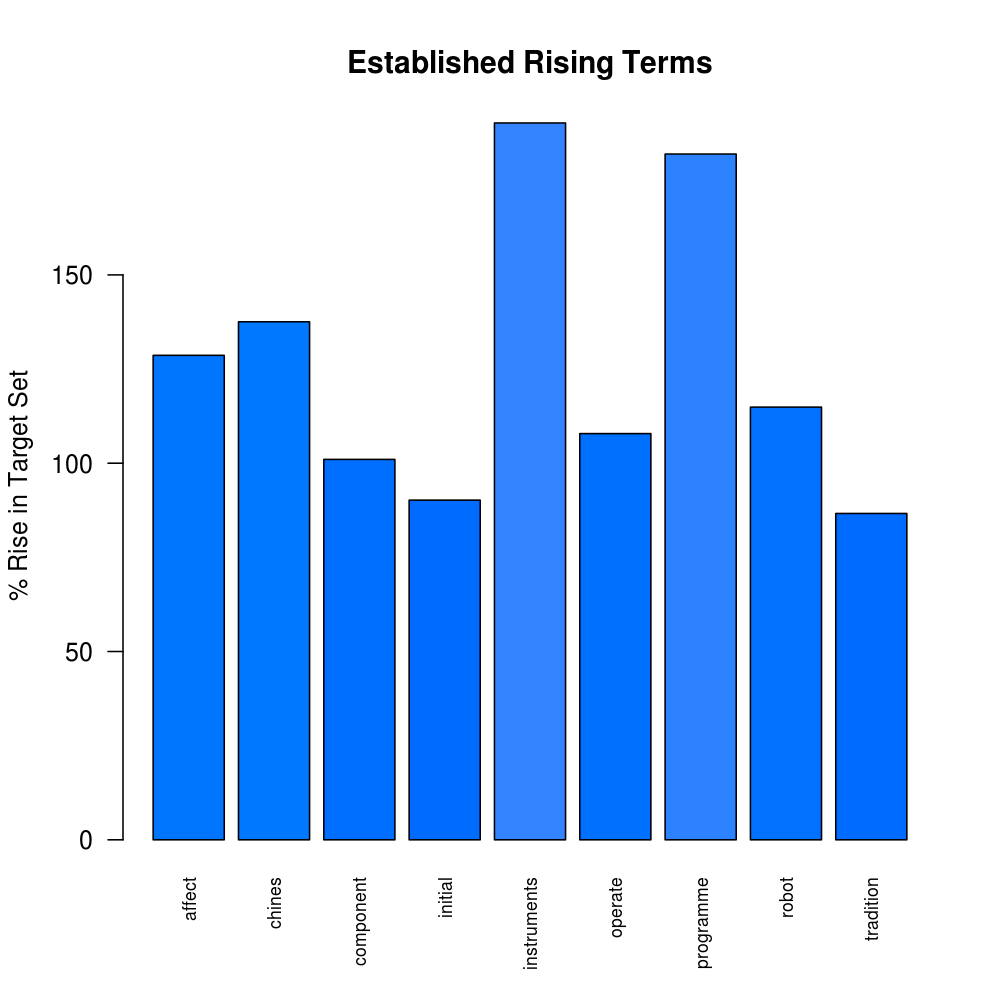 Established Rising Terms
% Rise in Target Set
150
100
50
0
affect
chines
component
initial
instruments
operate
programme
robot
tradition